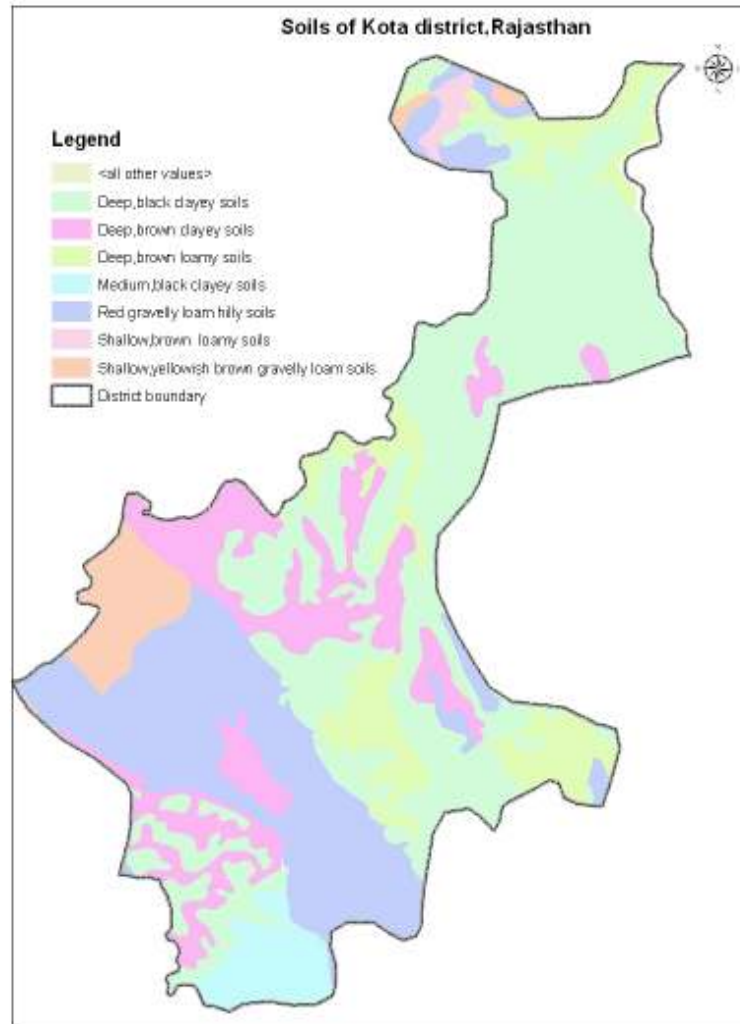 Soils of Kota district,Rajasthan
Legend
<all other values>
Deep,black clayey soils
Deep,brown clayey soils
Deep,brown loamy soils
Medium,black clayey soils
Red gravelly loam hilly soils
Shallow,brown loamy soils
Shallow,yellowish brown gravelly loam soils
District boundary